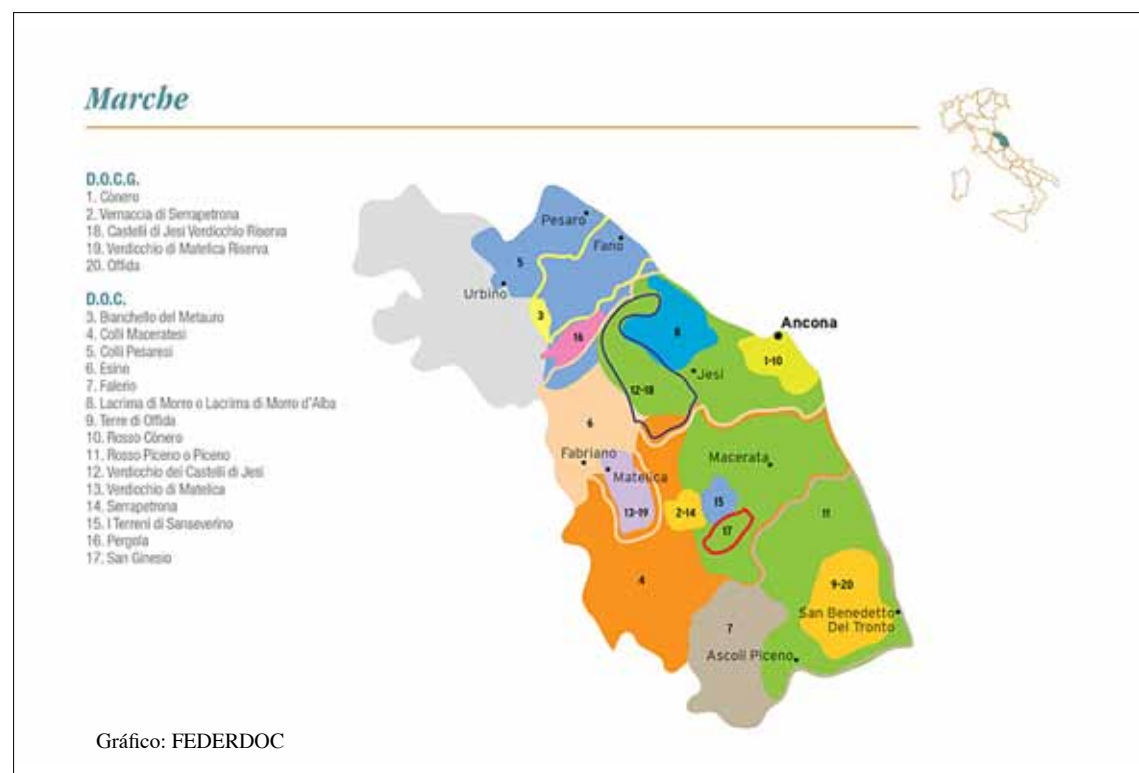 Marche
D.O.C.G.
1. Cònero
2. Vernaccia di Serrapetrona
18. Castelli di Jesi Verdicchio Riserva
19. Verdicchio di Matelica Riserva
20. Offida
D.O.C.
3. Bianchello del Metauro
4. Colli Maceratesi
5. Colli Pesaresi
6. Esino
7. Falerio
8. Lacrima di Morro o Lacrima di Morro d'Alba
9. Terre di Offida
10. Rosso Cònero
11. Rosso Piceno o Piceno
12. Verdicchio dei Castelli di Jesi
13. Verdicchio di Matelica
14. Serrapetrona
15. I Terreni di Sanseverino
16. Pergola
17. San Ginesio
Pesaro
Fano
5
Urbino
3
16
8
Ancona
1-10
Jesi
12-18
6
Fabriano
Matelica
Macerata
13-19
2-14
15
17
11
4
9-20
San Benedetto
Del Tronto
7
Ascoli Piceno
Gráfico: FEDERDOC